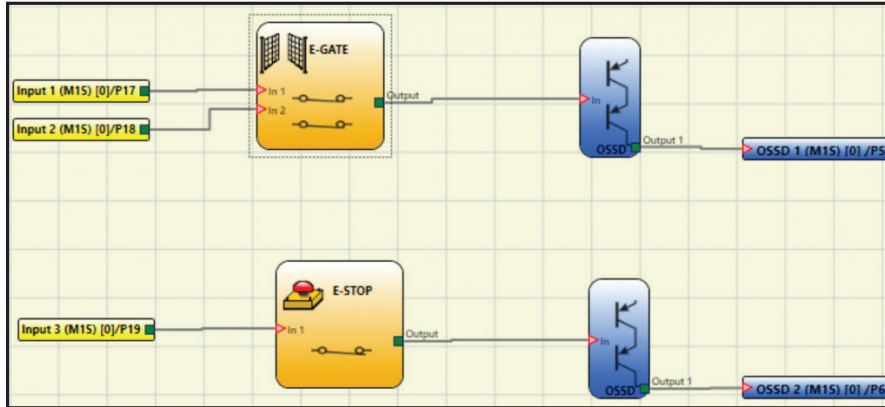 E-GATE
Input 1 (M1S) [0]/P17
In 1
Output
In
Input 2 (M1S) [0]/P18
In 2
OSSD
Output 1
OSSD 1 (M1S) [0] /P5
E-STOP
Input 3 (M1S) [0]/P19
In 1
Output
In
OSSD
Output 1
OSSD 2 (M1S) [0] /P6